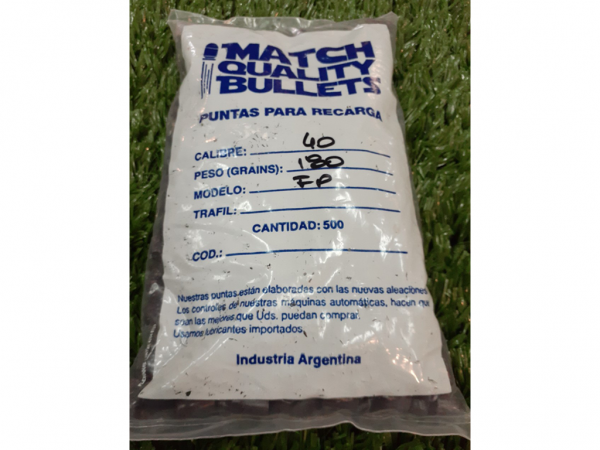 MATCH
QUALITY
BULLETS
PUNTAS PARA RECARGA
CALIBRE: 40
PESO (GRAINS): 180
MODELO: FP
TRAFIL:
CANTIDAD: 500
COD.:
Nuestras puntas están elaboradas con las nuevas aleaciones
Los controles de nuestras máquinas automáticas, hacen que
sean las mejores que Uds. puedan comprar.
Usamos lubricantes importados.
Industria Argentina